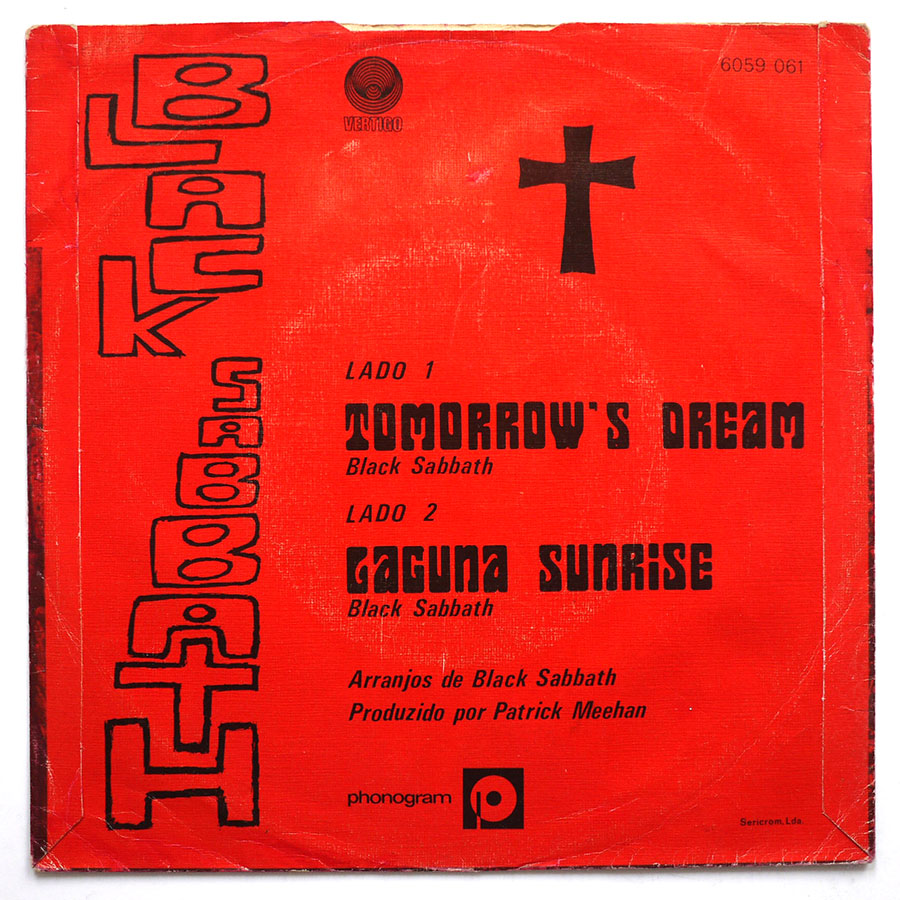 BLACK SABBATH
VERTIGO
6059 061
LADO 1
TOMORROW'S DREAM
Black Sabbath
LADO 2
LAGUNA SUNRiSE
Black Sabbath
Arranjos de Black Sabbath
Produzido por Patrick Meehan
phonogram
Sericrom, Lda.